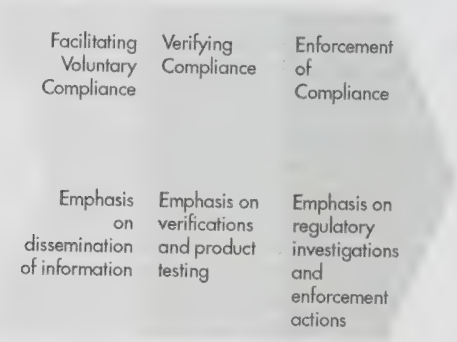 Facilitating
Voluntary
Compliance
Verifying
Compliance
Enforcement
of
Compliance
Emphasis
on
dissemination
of information
Emphasis on
verifications
and product
testing
Emphasis on
regulatory
investigations
and
enforcement
actions